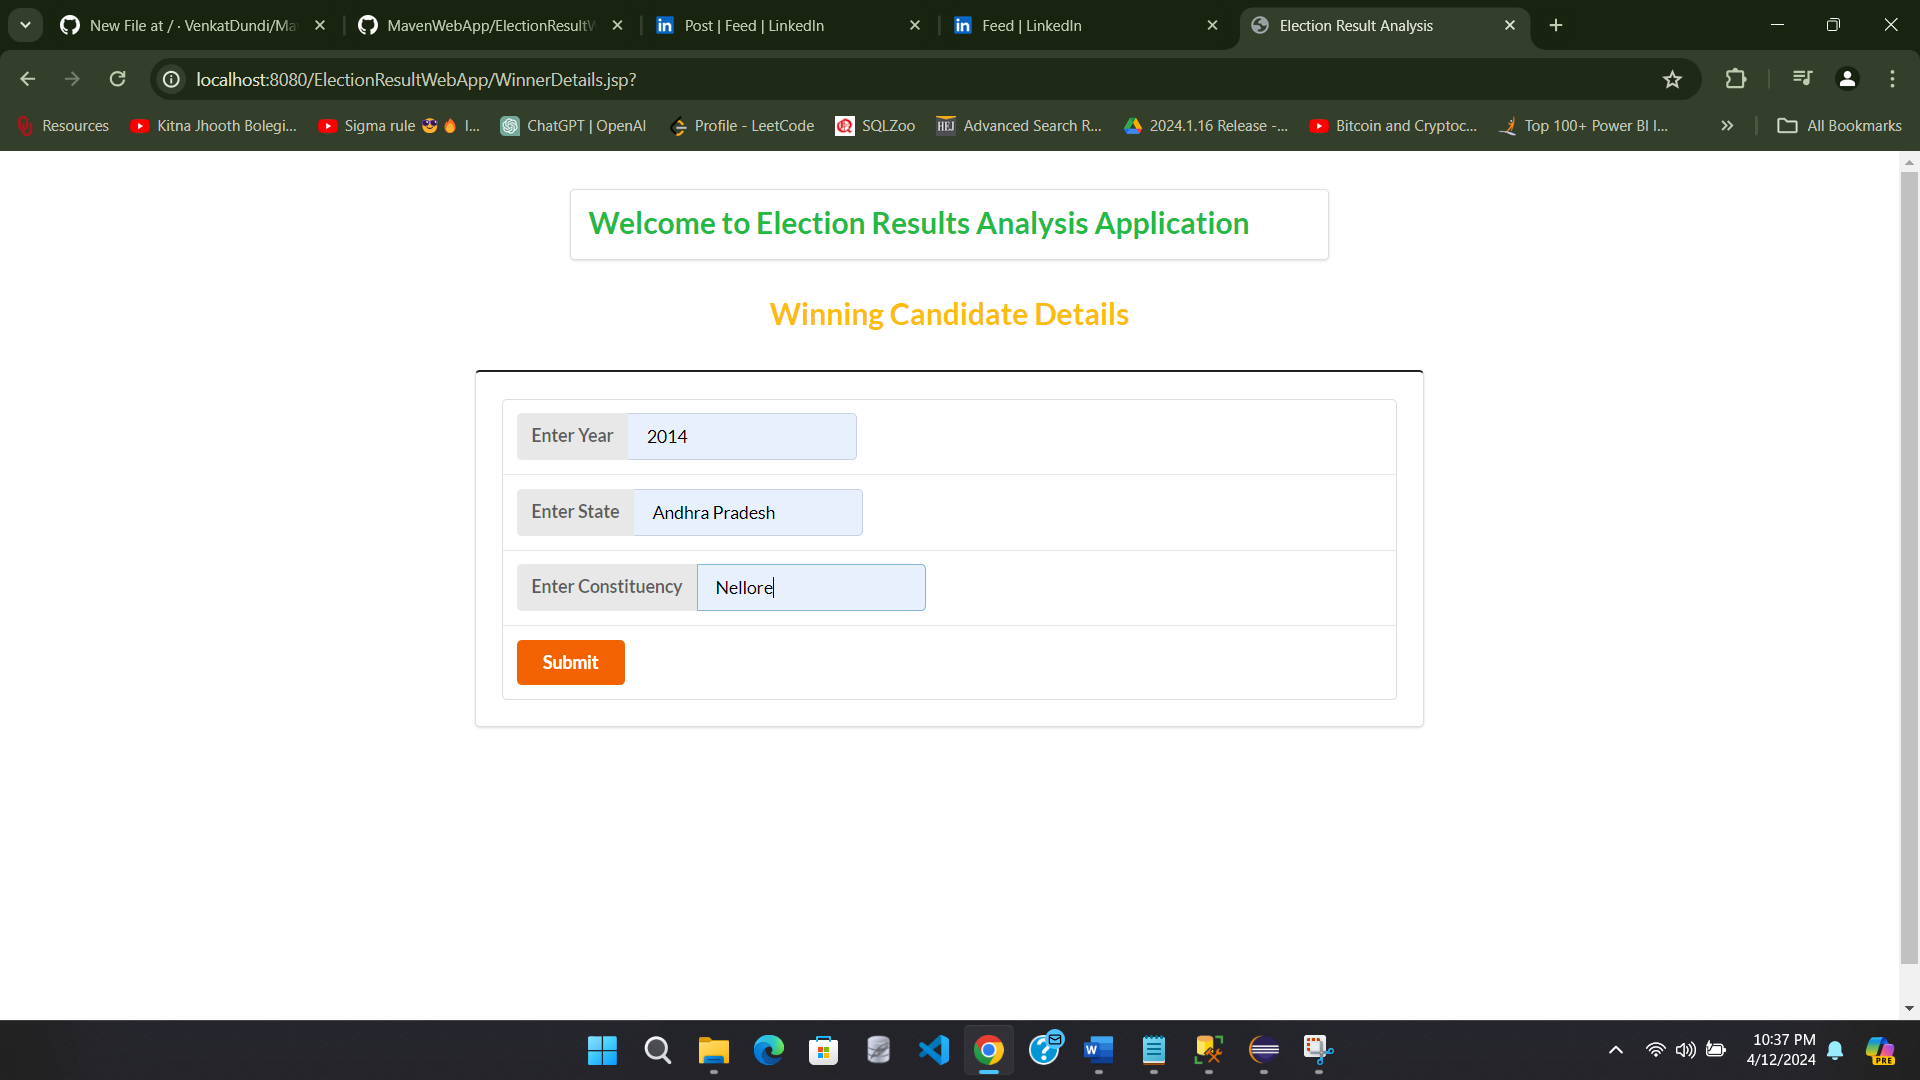 New File at / · VenkatDundi/Ma
MavenWebApp/ElectionResultW
Post | Feed | LinkedIn
Feed | LinkedIn
Election Result Analysis
localhost:8080/ElectionResultWebApp/WinnerDetails.jsp?
Resources
Kitna Jhooth Bolegi...
Sigma rule 😎🔥 I...
ChatGPT | OpenAI
Profile - LeetCode
SQLZoo
HEJ
Advanced Search R...
2024.1.16 Release -...
Bitcoin and Cryptoc...
Top 100+ Power BI I...
All Bookmarks
Welcome to Election Results Analysis Application
Winning Candidate Details
Enter Year 2014
Enter State Andhra Pradesh
Enter Constituency Nellore
Submit
10:37 PM
4/12/2024
PRE